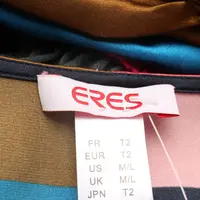 ERES
FR T2
EUR T2
US M/L
UK M/L
JPN T2